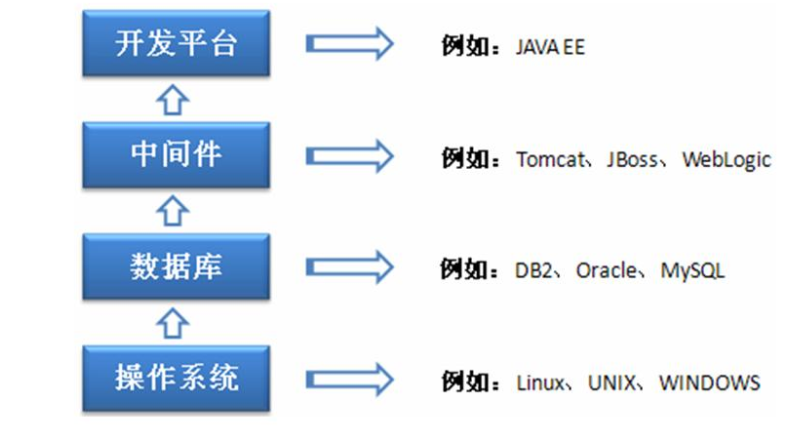 开发平台 例如：JAVA EE
中间件 例如：Tomcat、JBoss、WebLogic
数据库 例如：DB2、Oracle、MySQL
操作系统 例如：Linux、UNIX、WINDOWS